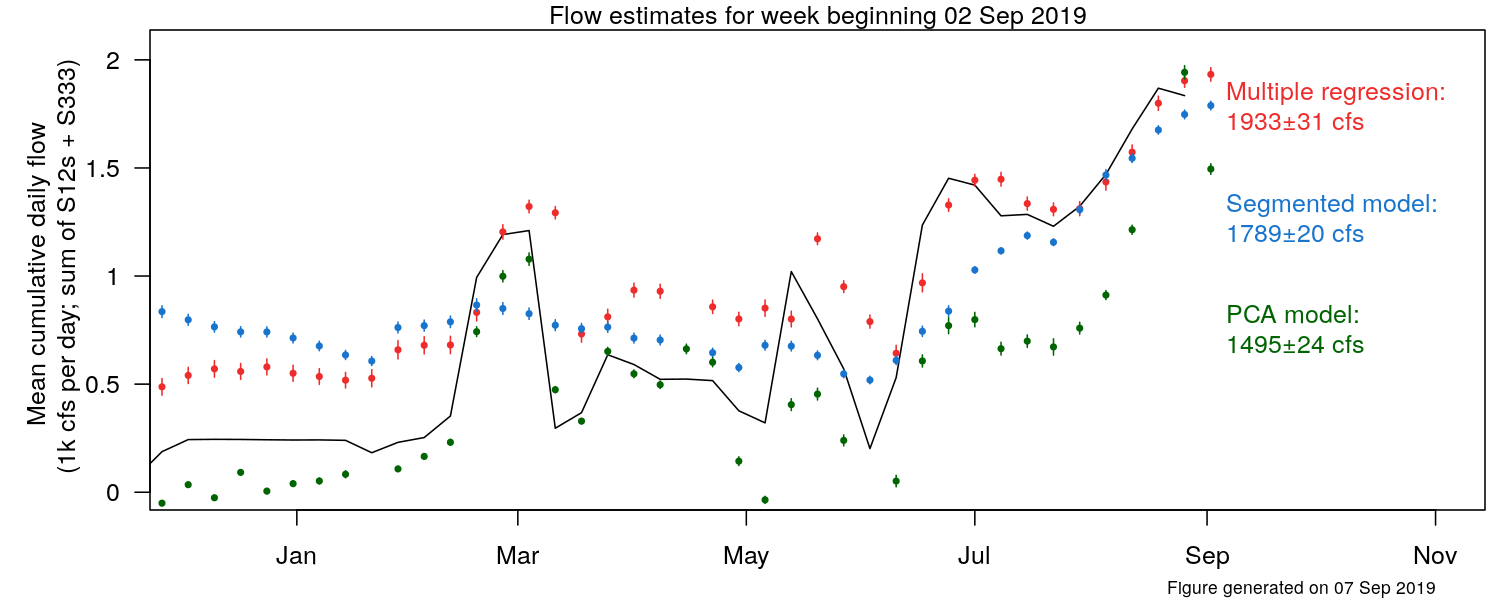 Flow estimates for week beginning 02 Sep 2019
Mean cumulative daily flow
(1k cfs per day; sum of S12s + S333)
2
1.5
1
0.5
0
Multiple regression:
1933±31 cfs
Segmented model:
1789±20 cfs
PCA model:
1495±24 cfs
Jan Mar May Jul Sep Nov
Figure generated on 07 Sep 2019